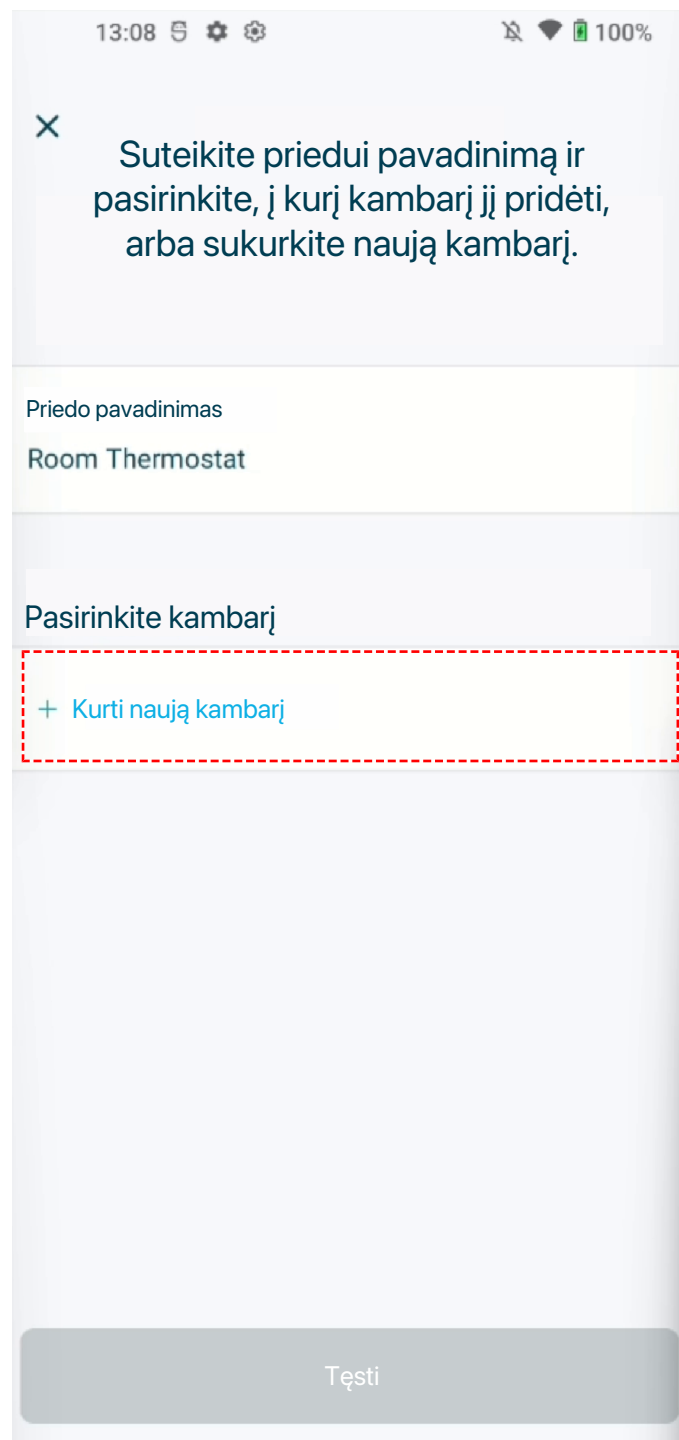 13:08 100%
Suteikite priedui pavadinimą ir
pasirinkite, į kurį kambarį jį pridėti,
arba sukurkite naują kambarį.
Priedo pavadinimas
Room Thermostat
Pasirinkite kambarį
+ Kurti naują kambarį
Tęsti